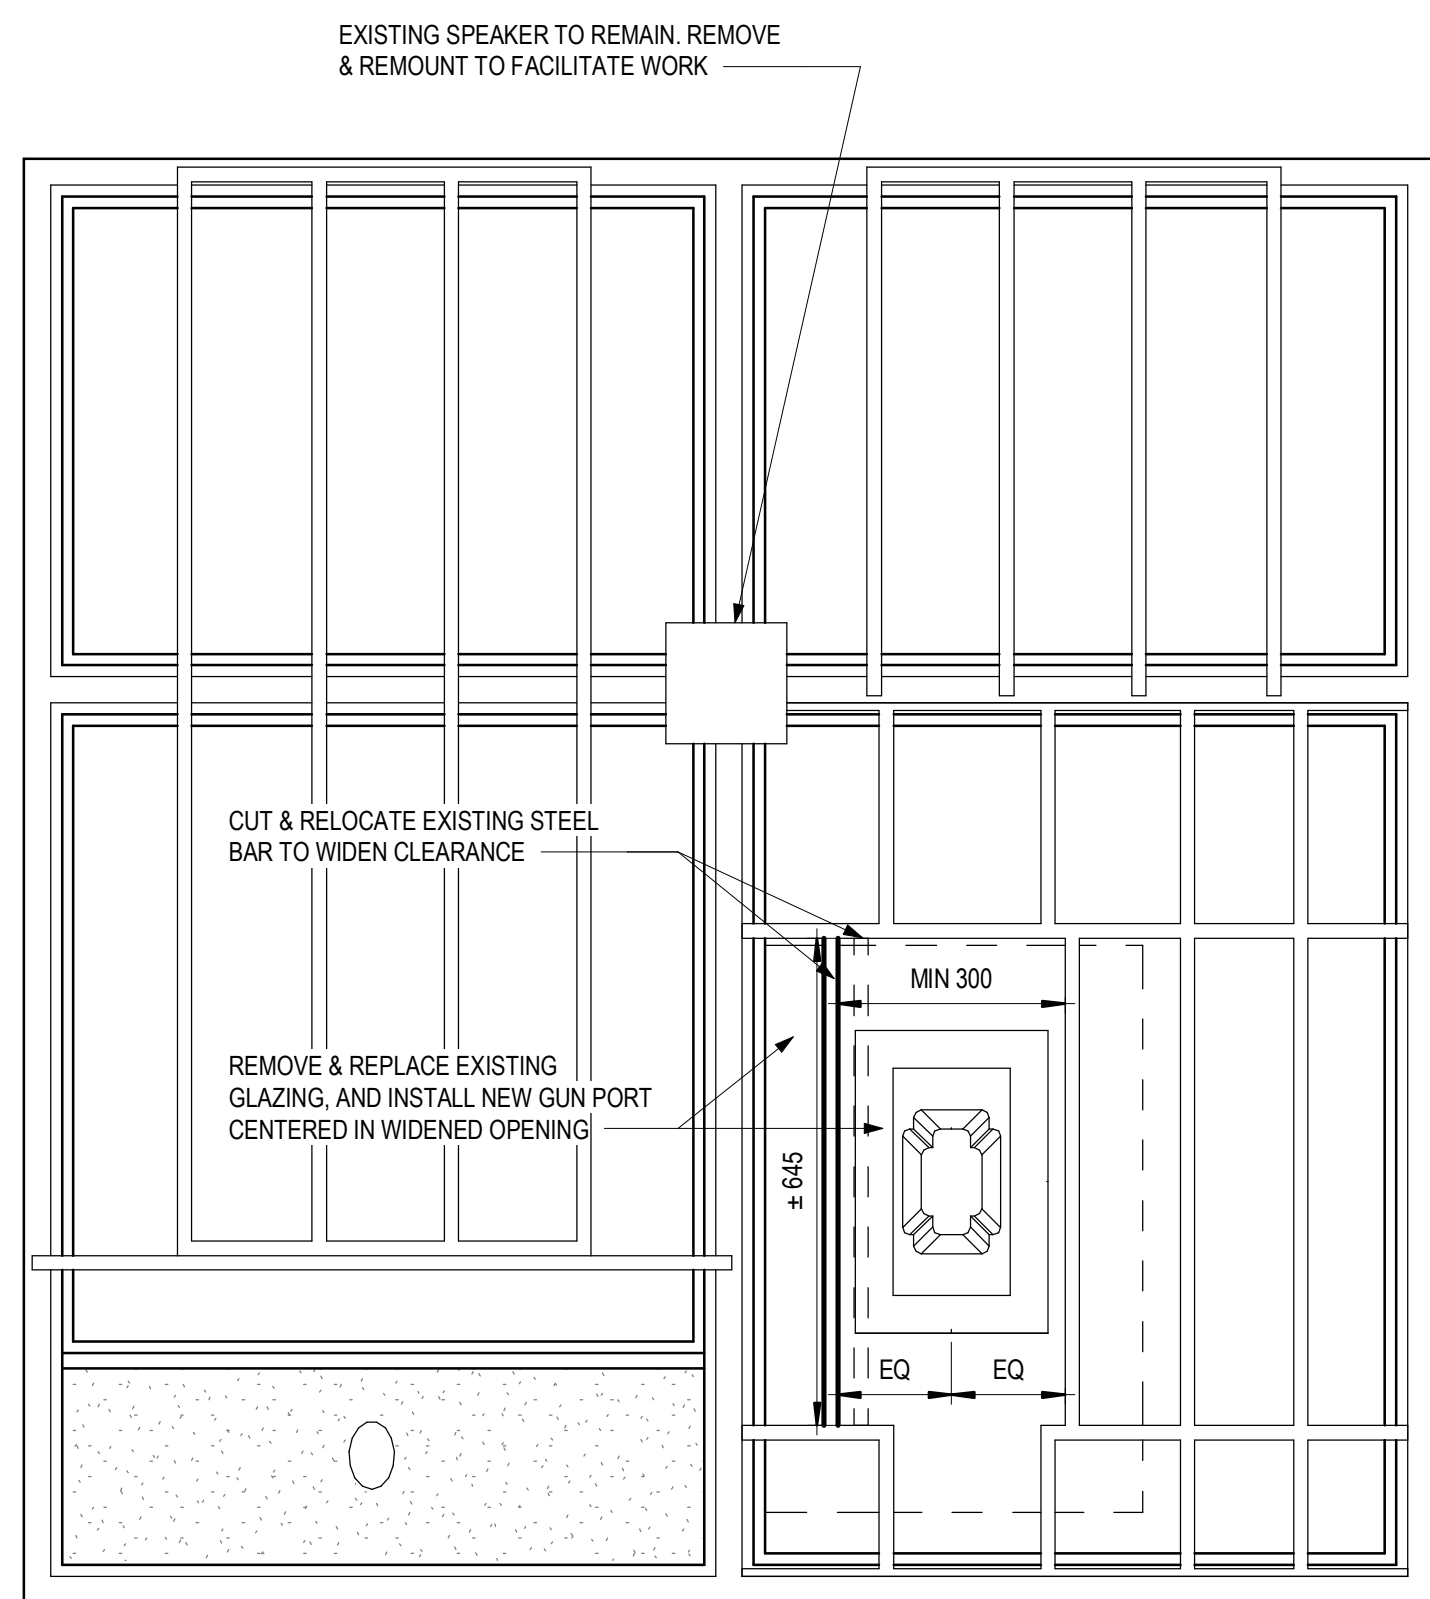 EXISTING SPEAKER TO REMAIN. REMOVE
& REMOUNT TO FACILITATE WORK
CUT & RELOCATE EXISTING STEEL
BAR TO WIDEN CLEARANCE
MIN 300
REMOVE & REPLACE EXISTING
GLAZING, AND INSTALL NEW GUN PORT
CENTERED IN WIDENED OPENING
± 645
EQ
EQ